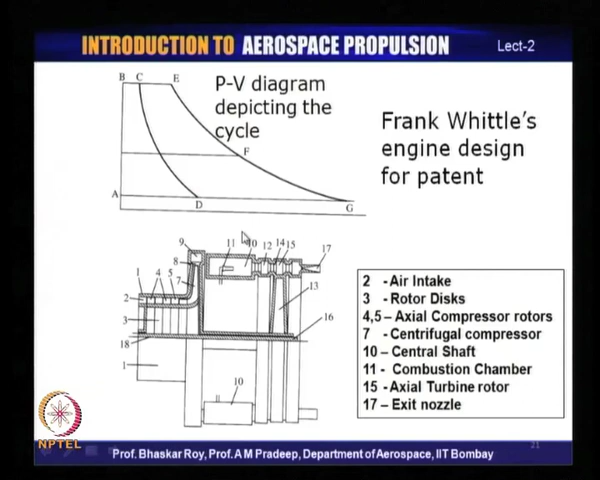 INTRODUCTION TO AEROSPACE PROPULSION
Lect-2
B C E
P-V diagram
depicting the
cycle
F
A
D
G
Frank Whittle's
engine design
for patent
9
11
10
12
14
15
17
8
1
4
5
7
2
3
13
16
18
1
10
2 -Air Intake
3 - Rotor Disks
4,5 – Axial Compressor rotors
7 - Centrifugal compressor
10 – Central Shaft
11 - Combustion Chamber
15 - Axial Turbine rotor
17 – Exit nozzle
NPTEL
21
Prof. Bhaskar Roy, Prof. A M Pradeep, Department of Aerospace, IIT Bombay